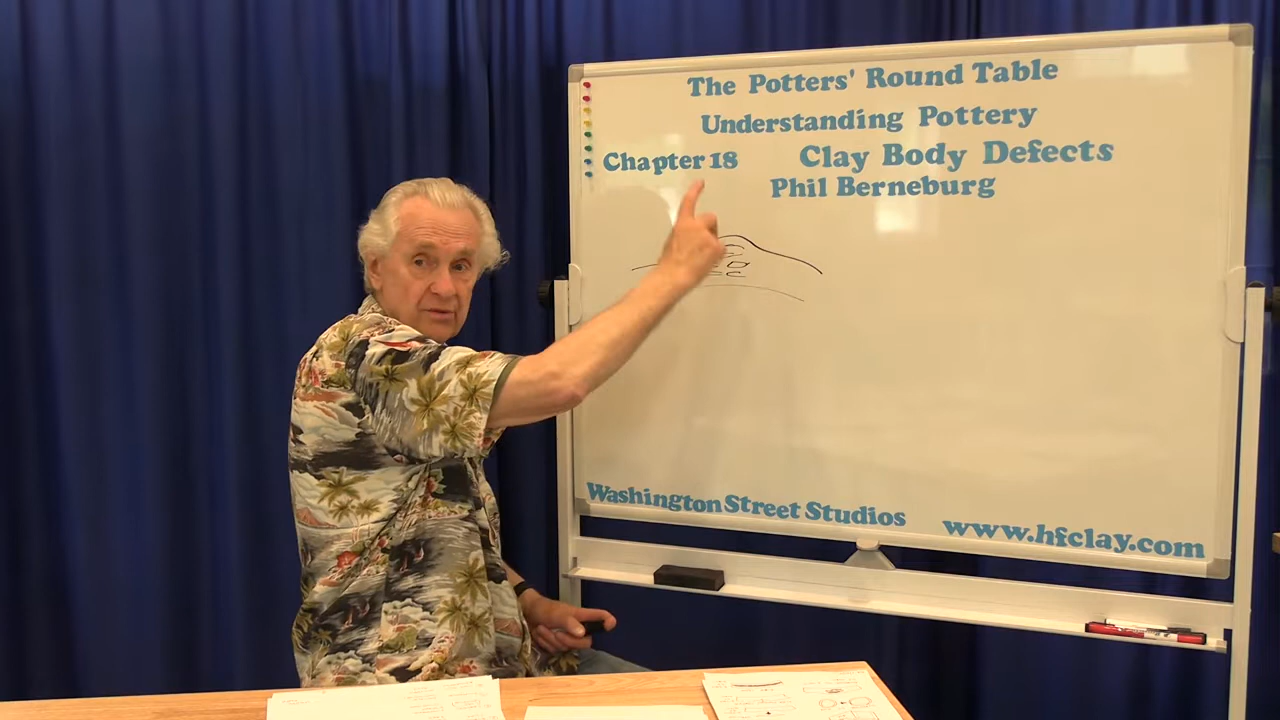 The Potters' Round Table
Understanding Pottery
Chapter 18 Clay Body Defects
Phil Berneburg
Washington Street Studios
www.hfclay.com